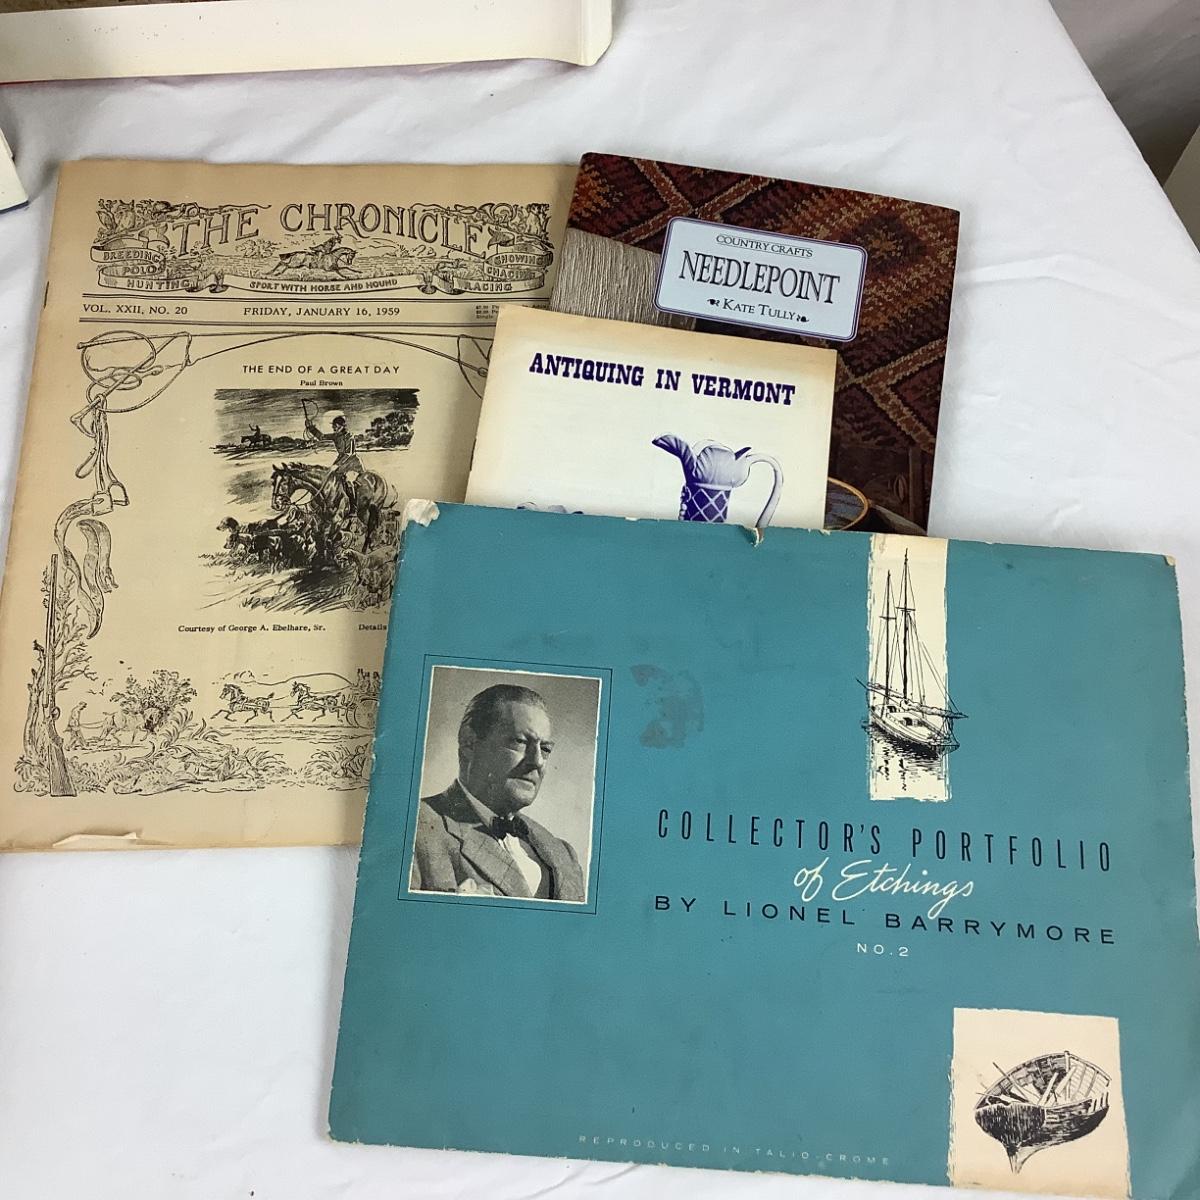 THE CHRONICLE
BREEDING
POLO
HUNTING
SPORT WITH HORSE AND HOUND
SHOWING
CHACING
RACING
VOL. XXII, NO. 20
FRIDAY, JANUARY 16, 1959
THE END OF A GREAT DAY
Paul Brown
Courtesy of George A. Ebelhare, Sr.
Details
COUNTRY CRAFTS
NEEDLEPOINT
KATE TULLY
ANTIQUING IN VERMONT
COLLECTOR'S PORTFOLIO
of Etchings
BY LIONEL BARRYMORE
NO. 2
REPRODUCED IN TALIO-CROME